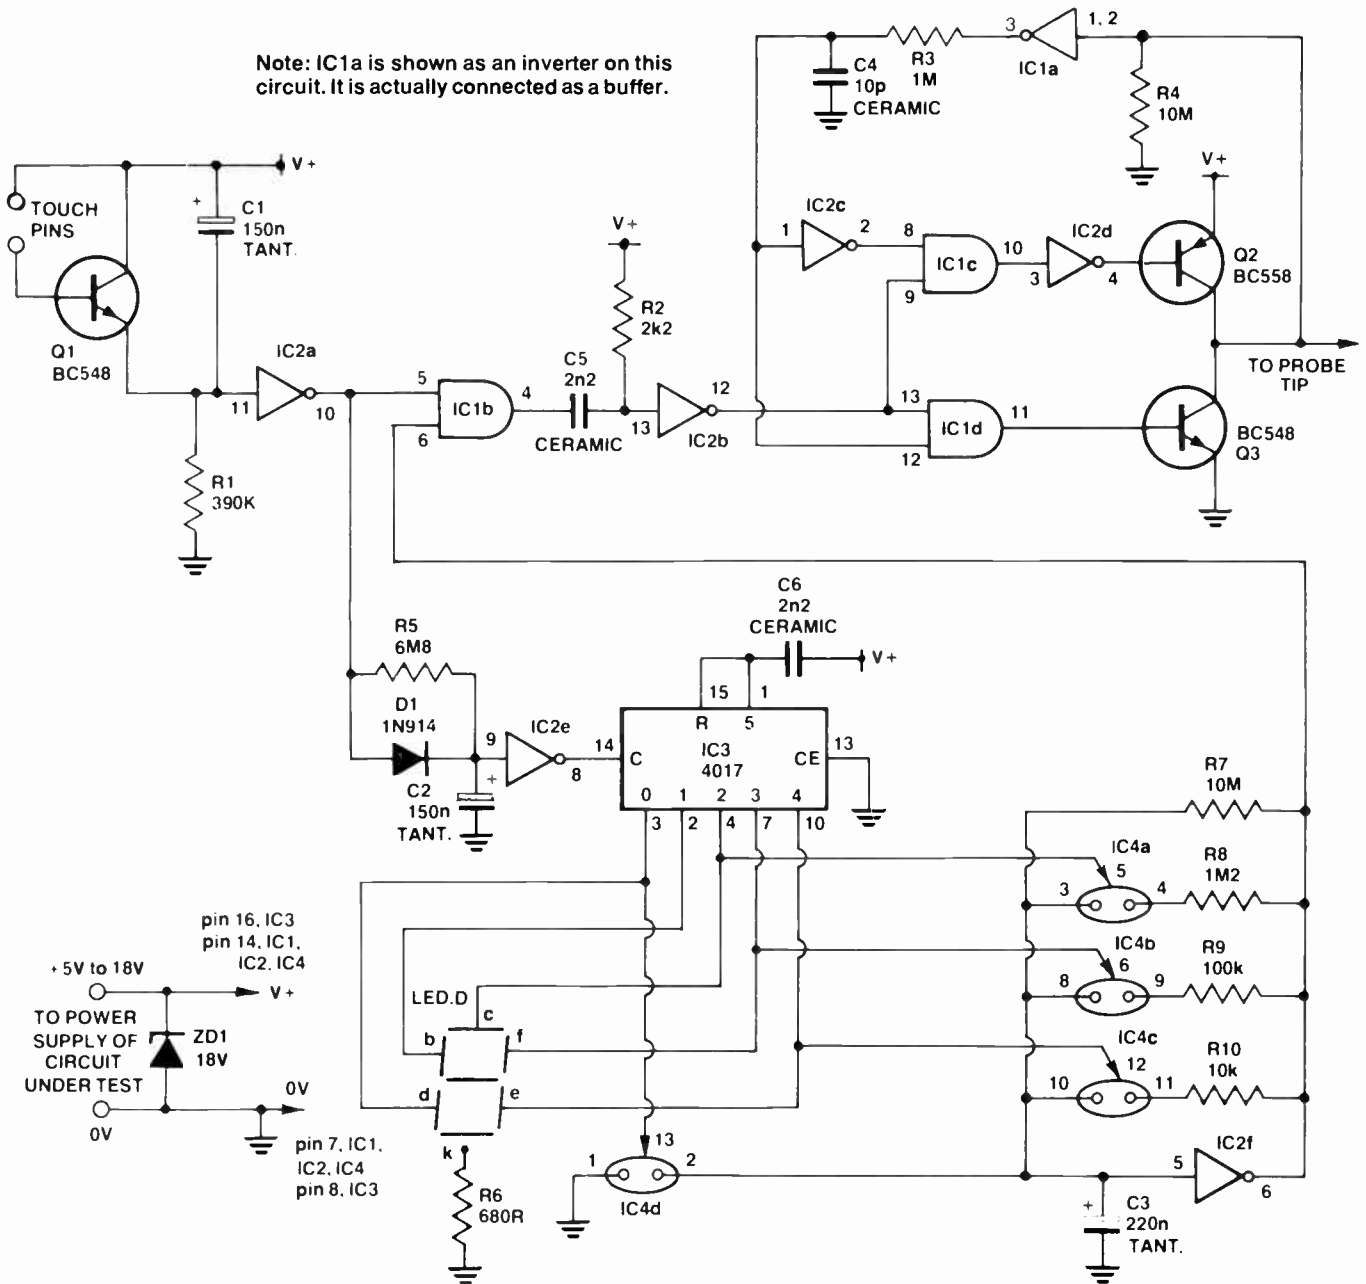 Note: IC1a is shown as an inverter on this
circuit. It is actually connected as a buffer.
3
1, 2
IC1a
R3
1M
C4
10p
CERAMIC
R4
10M
V+
TOUCH
PINS
+
C1
150n
TANT.
Q1
BC548
R1
390K
11
IC2a
10
5
6
IC1b
4
C5
2n2
CERAMIC
V+
R2
2k2
13
IC2b
12
1
IC2c
2
8
9
IC1c
10
3
IC2d
4
V+
Q2
BC558
TO PROBE
TIP
13
12
IC1d
11
BC548
Q3
C6
2n2
CERAMIC
V+
R5
6M8
D1
1N914
C2
150n
TANT.
+
9
IC2e
8
14
15
1
R
5
C
IC3
4017
CE
13
0
1
2
3
4
3
2
4
7
10
R7
10M
IC4a
5
3
4
R8
1M2
IC4b
6
8
9
R9
100k
IC4c
12
10
11
R10
10k
IC2f
5
6
+
C3
220n
TANT.
pin 16, IC3
pin 14, IC1,
IC2, IC4
+5V to 18V
V+
TO POWER
SUPPLY OF
CIRCUIT
UNDER TEST
ZD1
18V
0V
0V
pin 7, IC1,
IC2, IC4
pin 8, IC3
LED.D
c
b
f
d
e
k
R6
680R
13
1
2
IC4d